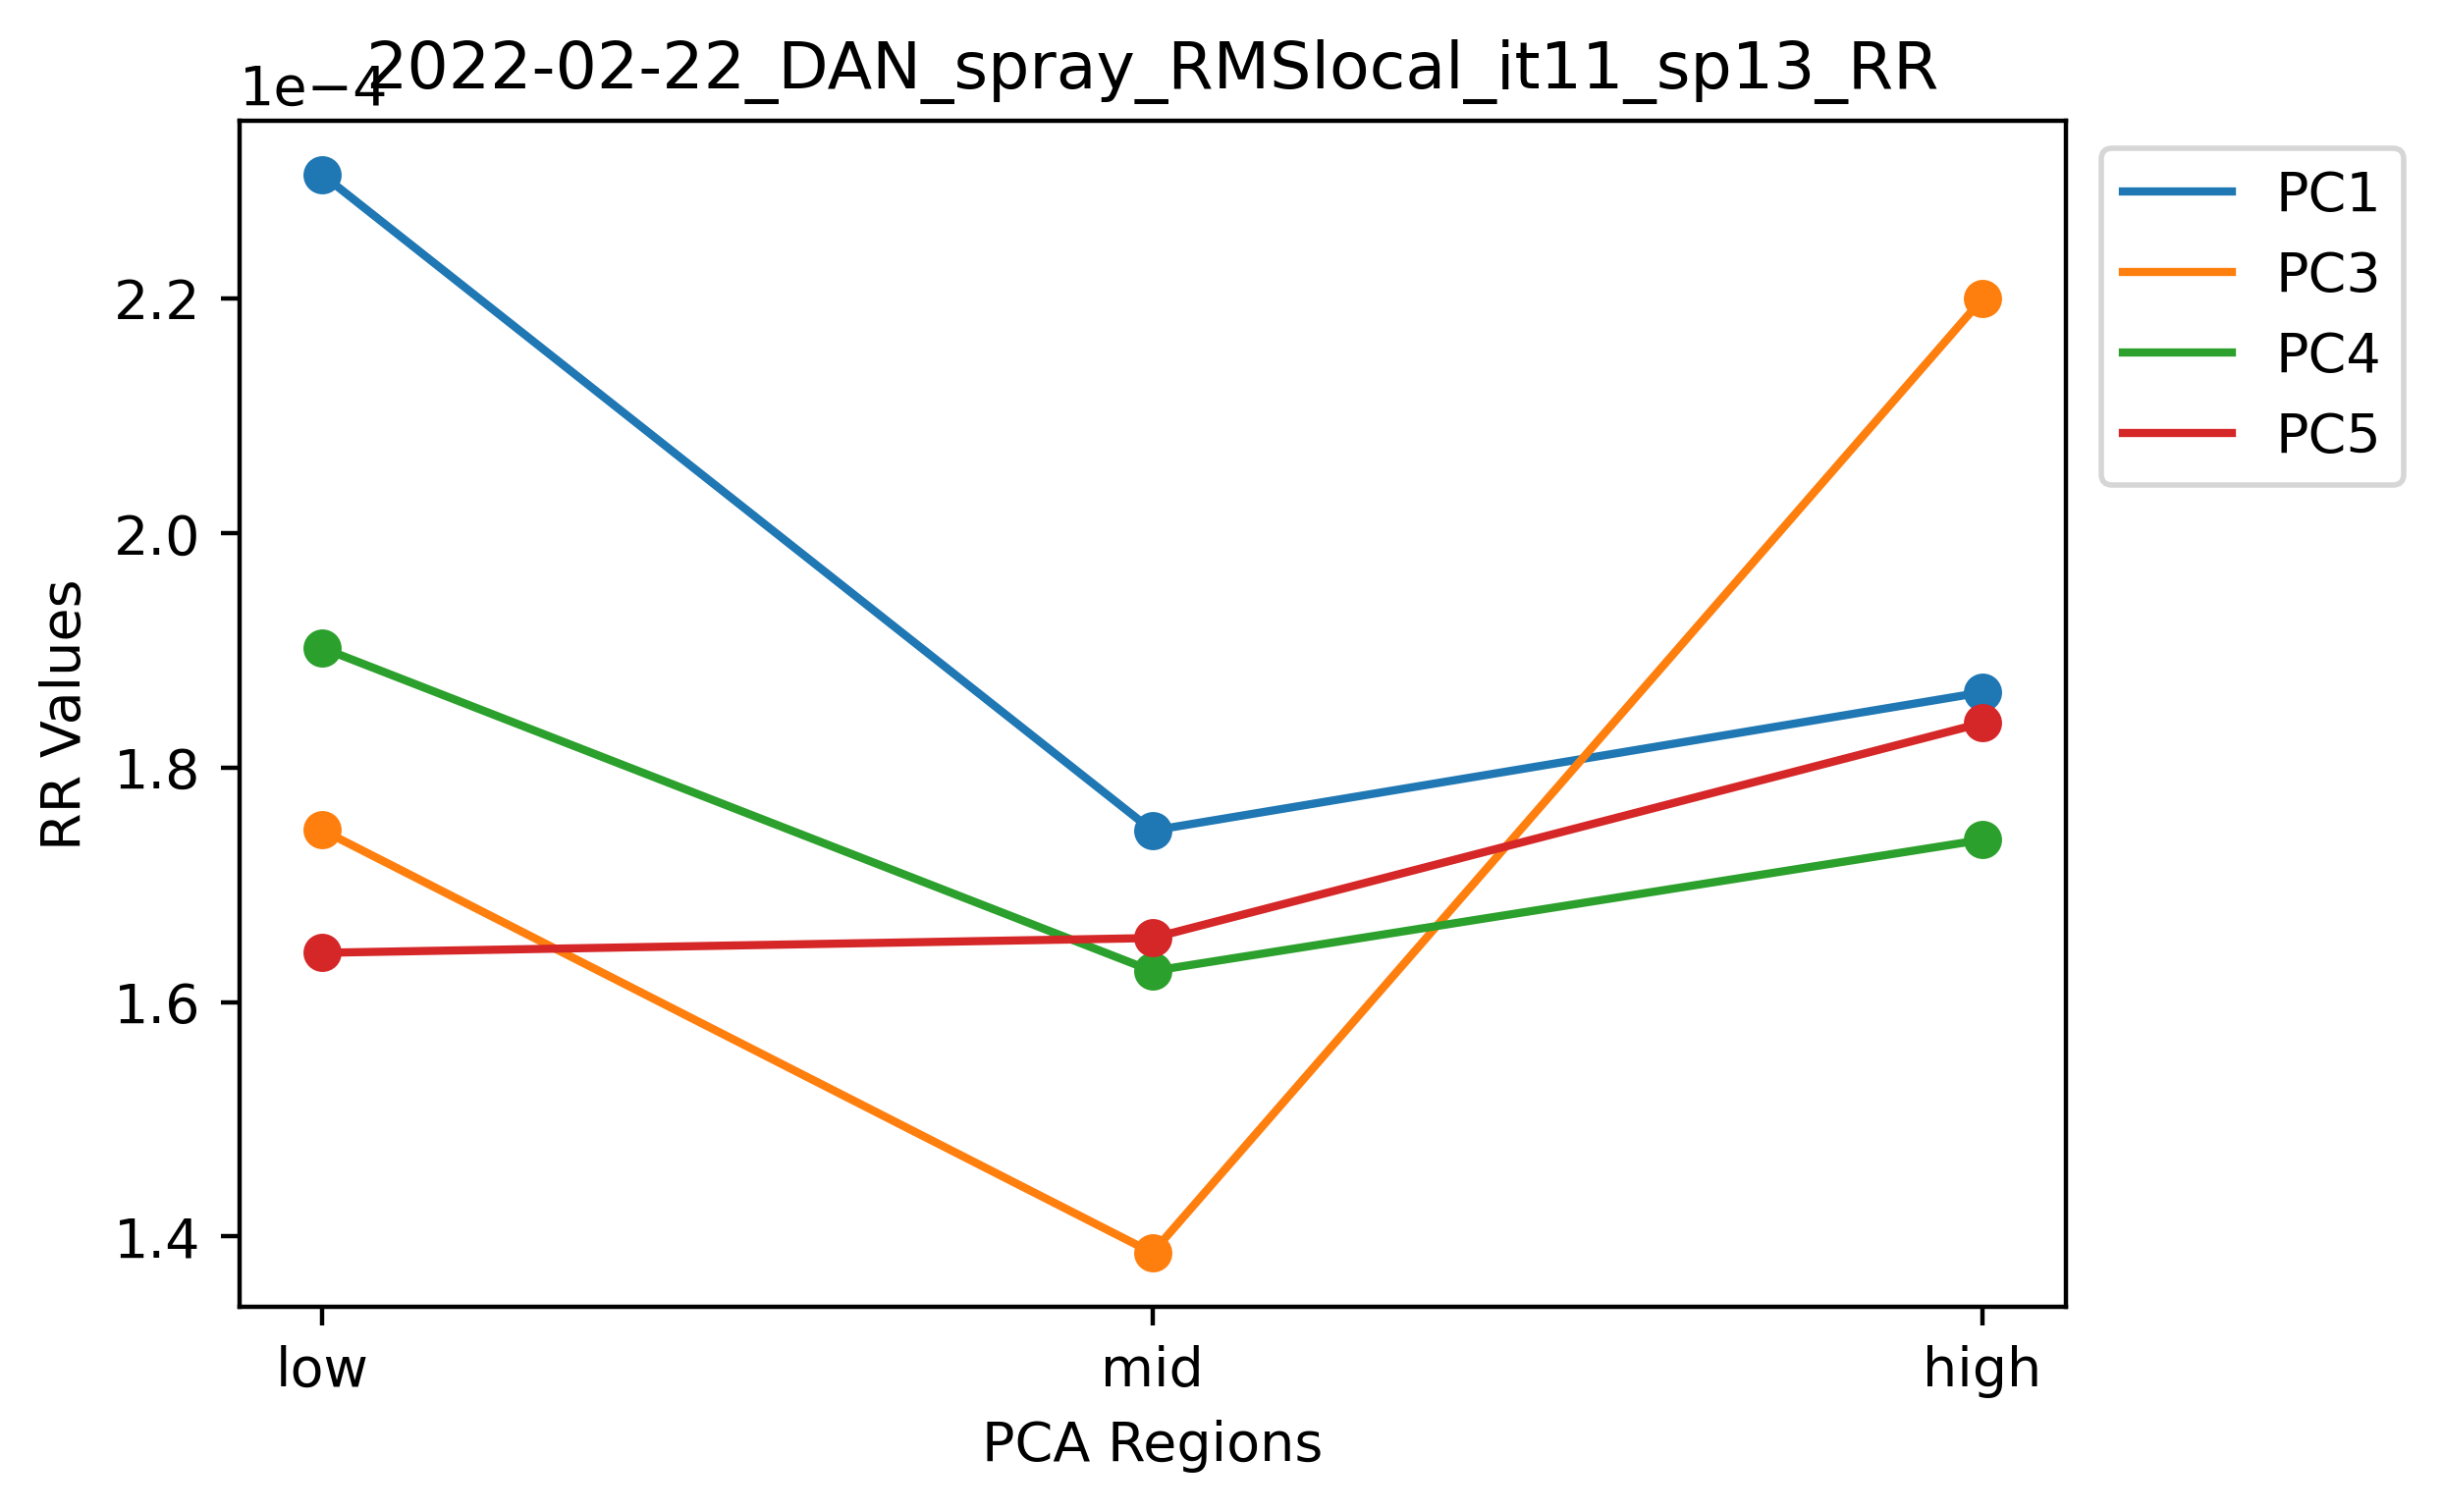 2022-02-22_DAN_spray_RMSlocal_it11_sp13_RR
1e−4
2.2
2.0
1.8
1.6
1.4
RR Values
low
mid
high
PCA Regions
PC1
PC3
PC4
PC5